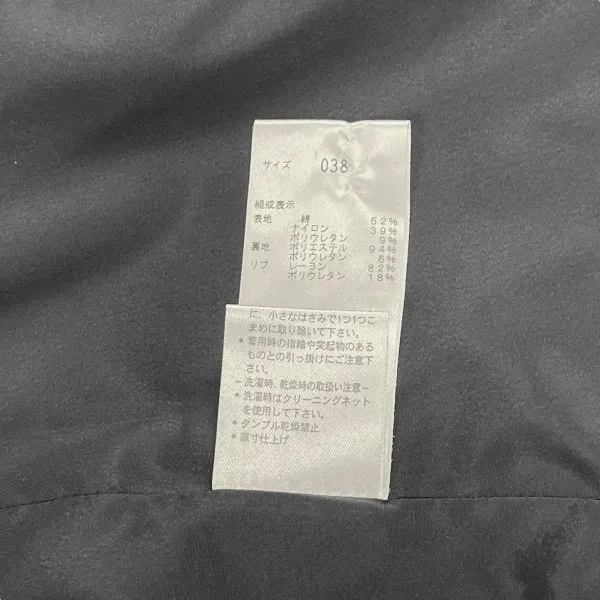 サイズ 038
組成表示
表地 綿 52%
ナイロン 39%
ポリウレタン 9%
裏地 ポリエステル 94%
ポリウレタン 6%
リブ レーヨン 82%
ポリウレタン 18%
に、小さなはさみで1つ1つこ
まめに取り除いて下さい。
*着用時の指輪や突起物のある
ものとの引っ掛けにご注意下
さい。
−洗濯時、乾燥時の取扱い注意−
*洗濯時はクリーニングネット
を使用して下さい。
*タンブル乾燥禁止
*原寸仕上げ